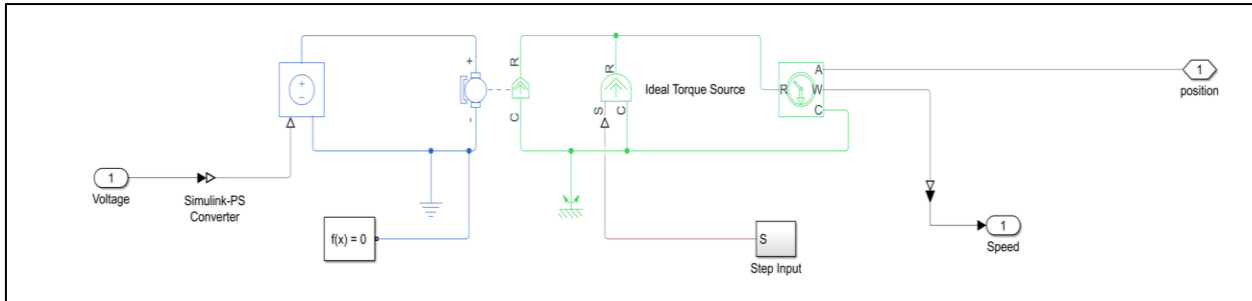 +
R
R
A
Ideal Torque Source
R
W
1
position
+
−
C
S
C
C
-
1
Voltage
Simulink-PS
Converter
f(x) = 0
S
Step Input
1
Speed